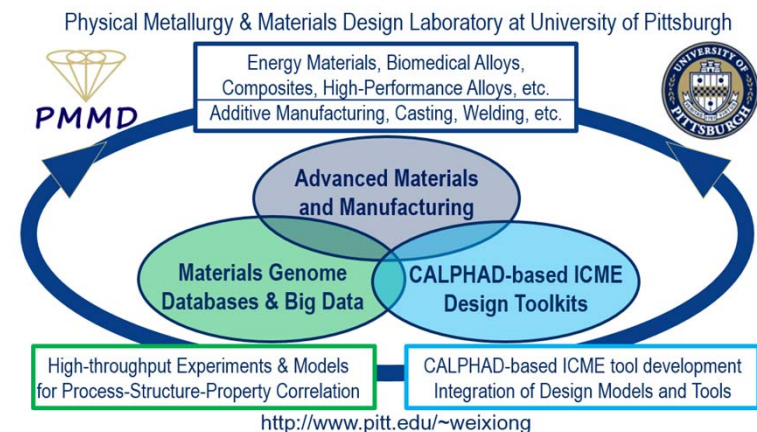 Physical Metallurgy & Materials Design Laboratory at University of Pittsburgh
PMMD
Energy Materials, Biomedical Alloys,
Composites, High-Performance Alloys, etc.
Additive Manufacturing, Casting, Welding, etc.
UNIVERSITY OF
PITTSBURGH
Advanced Materials
and Manufacturing
Materials Genome
Databases & Big Data
CALPHAD-based ICME
Design Toolkits
High-throughput Experiments & Models
for Process-Structure-Property Correlation
CALPHAD-based ICME tool development
Integration of Design Models and Tools
http://www.pitt.edu/~weixiong